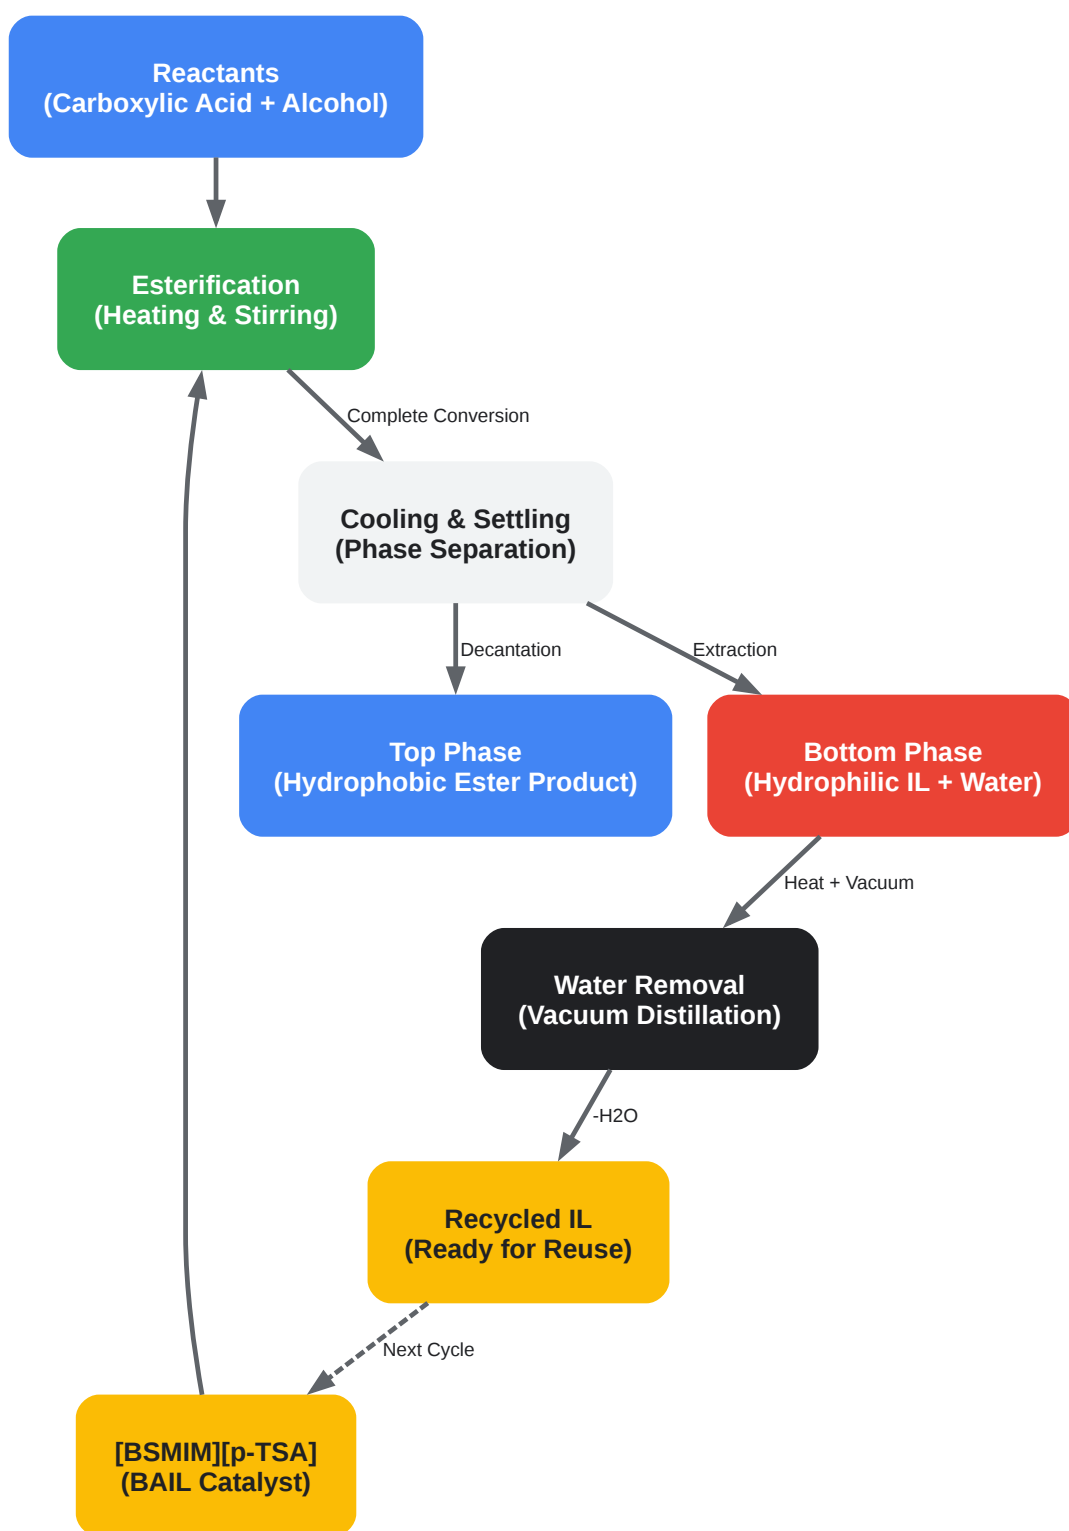 Reactants
(Carboxylic Acid + Alcohol)
Esterification
(Heating & Stirring)
Complete Conversion
Cooling & Settling
(Phase Separation)
Decantation
Extraction
Top Phase
(Hydrophobic Ester Product)
Bottom Phase
(Hydrophilic IL + Water)
Heat + Vacuum
Water Removal
(Vacuum Distillation)
-H2O
Recycled IL
(Ready for Reuse)
Next Cycle
[BSMIM][p-TSA]
(BAIL Catalyst)